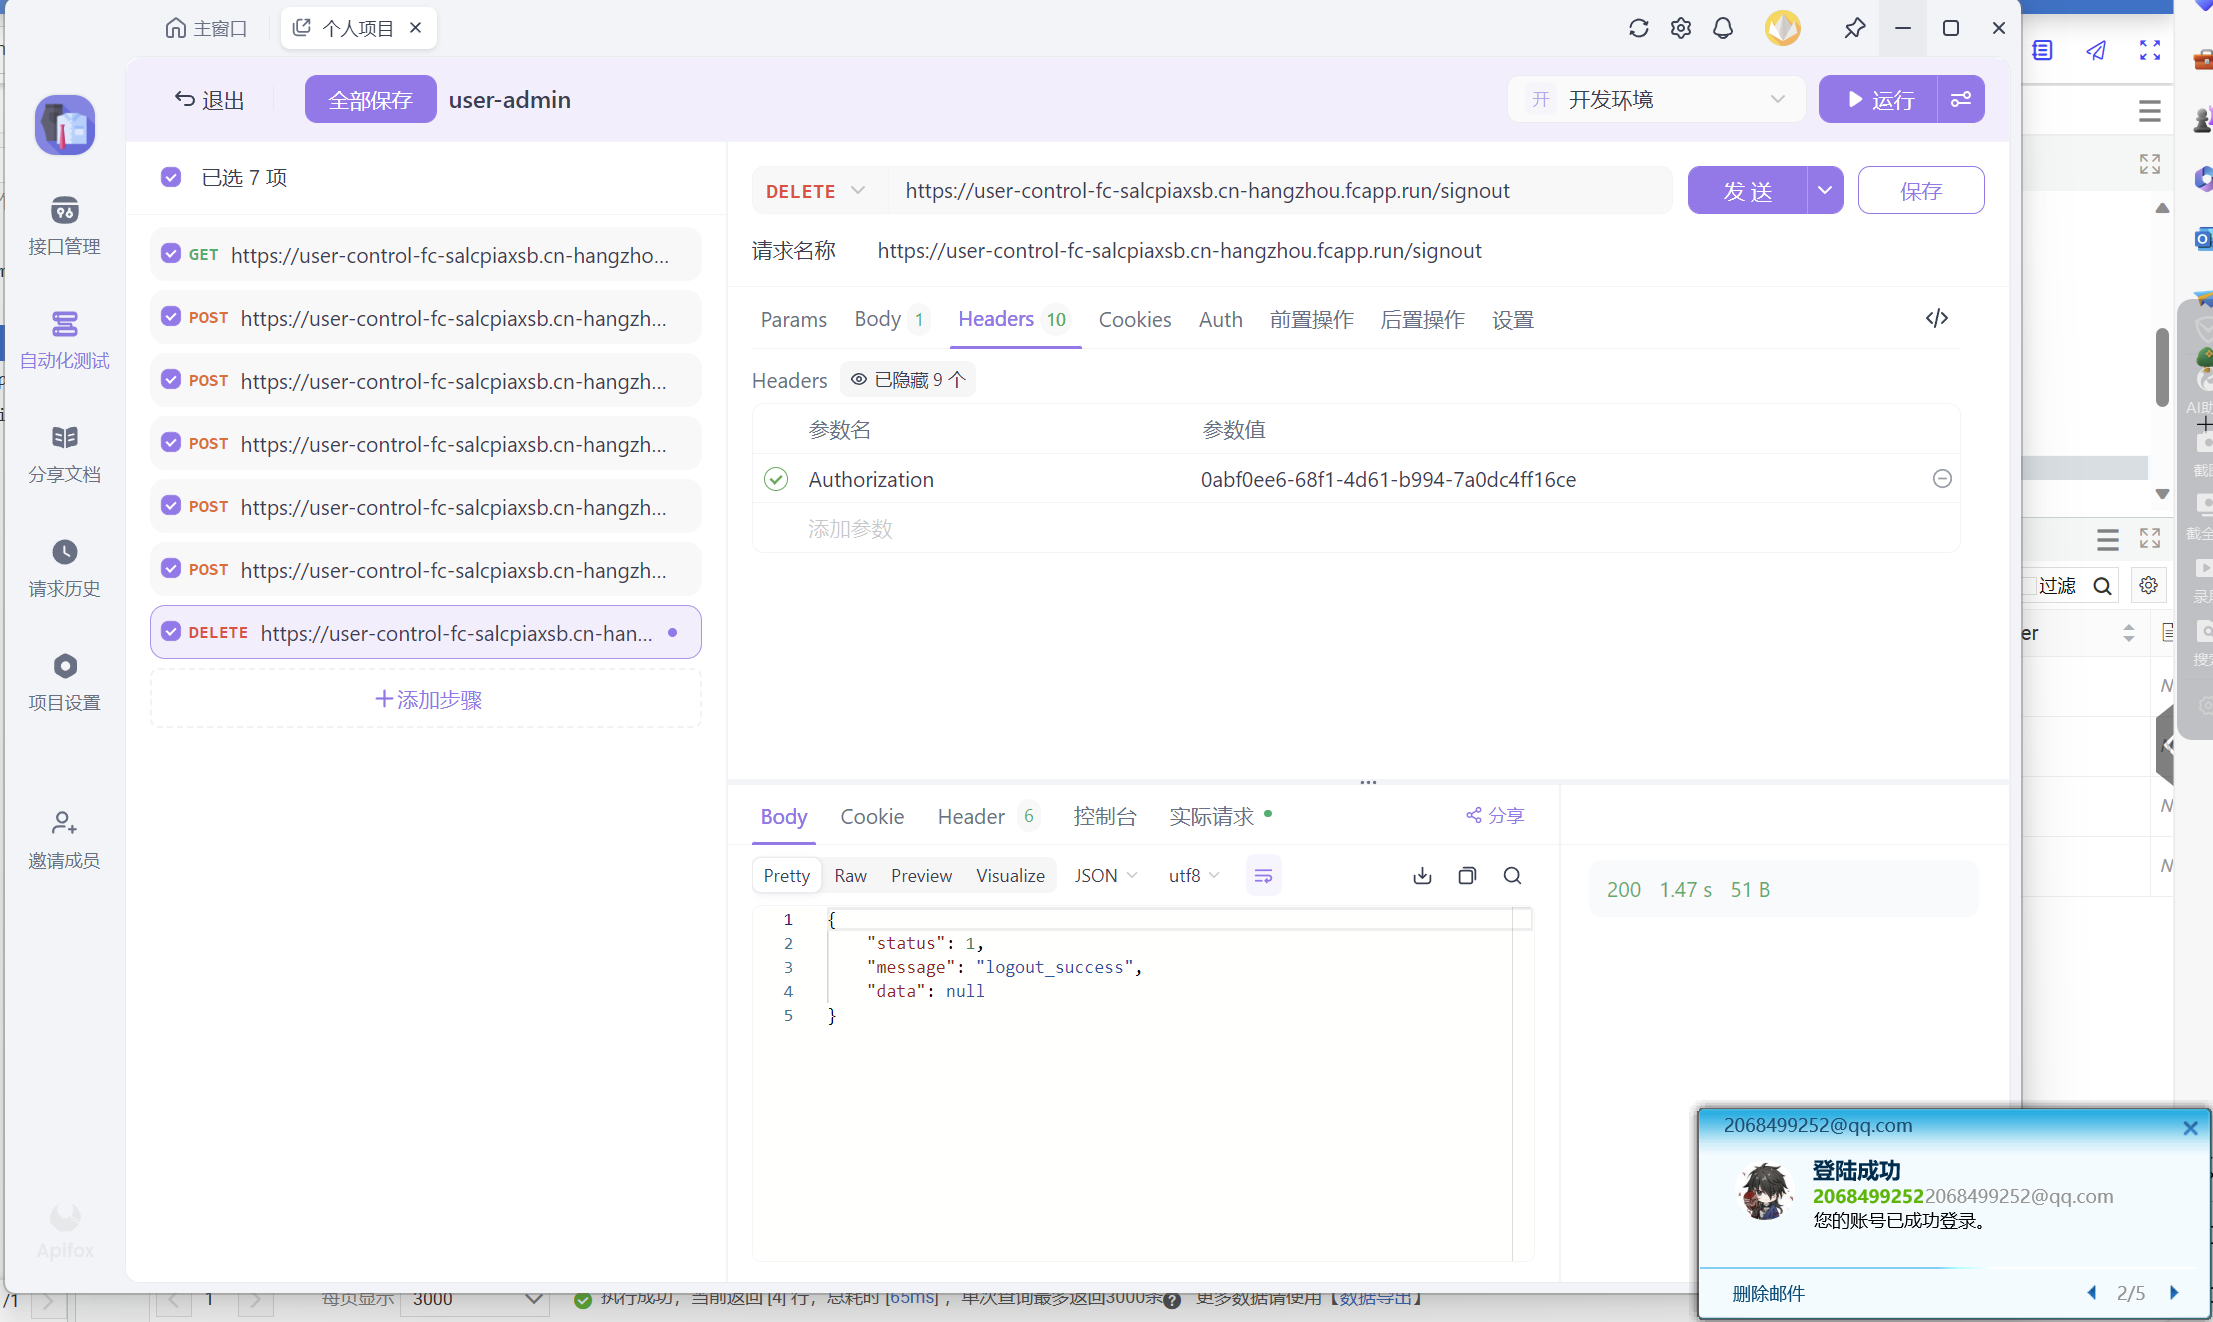 主窗口
个人项目
退出
全部保存
user-admin
开
开发环境
运行
接口管理
自动化测试
分享文档
请求历史
项目设置
邀请成员
Apifox
已选 7 项
GET https://user-control-fc-salcpiaxsb.cn-hangzho...
POST https://user-control-fc-salcpiaxsb.cn-hangzh...
POST https://user-control-fc-salcpiaxsb.cn-hangzh...
POST https://user-control-fc-salcpiaxsb.cn-hangzh...
POST https://user-control-fc-salcpiaxsb.cn-hangzh...
POST https://user-control-fc-salcpiaxsb.cn-hangzh...
DELETE https://user-control-fc-salcpiaxsb.cn-han...
添加步骤
DELETE https://user-control-fc-salcpiaxsb.cn-hangzhou.fcapp.run/signout
发 送
保存
请求名称 https://user-control-fc-salcpiaxsb.cn-hangzhou.fcapp.run/signout
Params Body 1 Headers 10 Cookies Auth 前置操作 后置操作 设置
Headers 已隐藏 9 个
参数名 参数值
Authorization 0abf0ee6-68f1-4d61-b994-7a0dc4ff16ce
添加参数
Body Cookie Header 6 控制台 实际请求 分享
Pretty Raw Preview Visualize JSON utf8
200 1.47 s 51 B
1 {
2 "status": 1,
3 "message": "logout_success",
4 "data": null
5 }
过滤
er
N
N
N
2068499252@qq.com
登陆成功
20684992522068499252@qq.com
您的账号已成功登录。
删除邮件
2/5
/1
1
每页显示 3000
执行成功，当前返回 [4] 行，总耗时 [65ms]，单次查询最多返回3000条 更多数据请使用【数据导出】